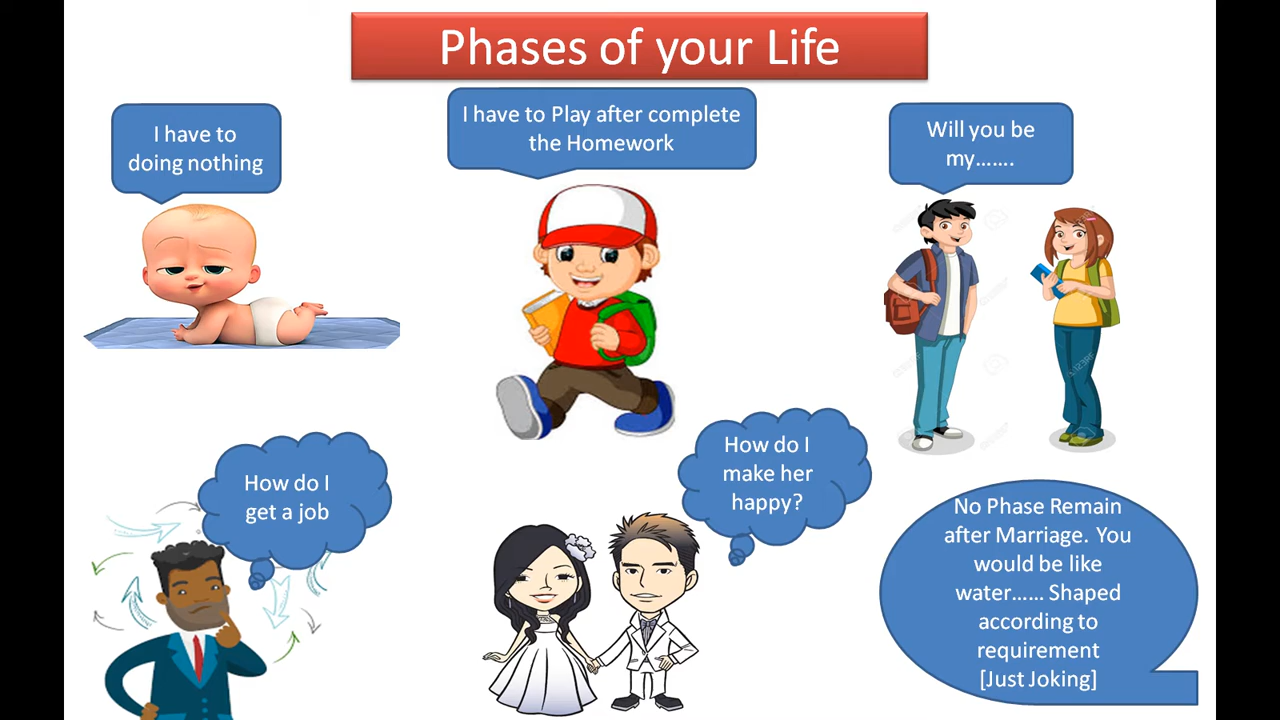 Phases of your Life
I have to
doing nothing
I have to Play after complete
the Homework
Will you be
my…….
How do I
get a job
How do I
make her
happy?
No Phase Remain
after Marriage. You
would be like
water…… Shaped
according to
requirement
[Just Joking]